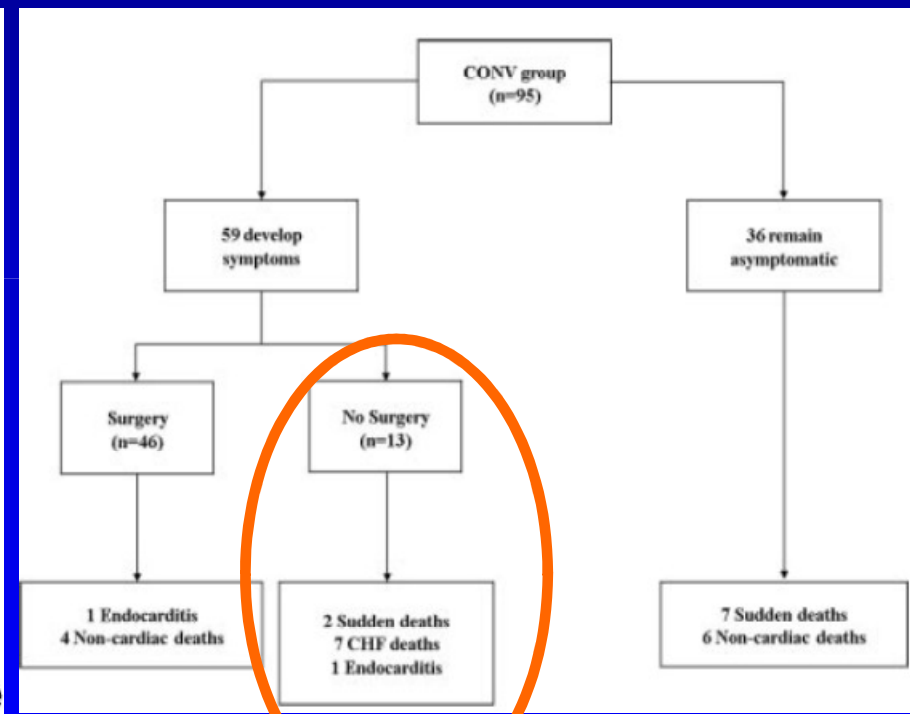 CONV group
(n=95)
59 develop
symptoms
36 remain
asymptomatic
Surgery
(n=46)
No Surgery
(n=13)
1 Endocarditis
4 Non-cardiac deaths
2 Sudden deaths
7 CHF deaths
1 Endocarditis
7 Sudden deaths
6 Non-cardiac deaths